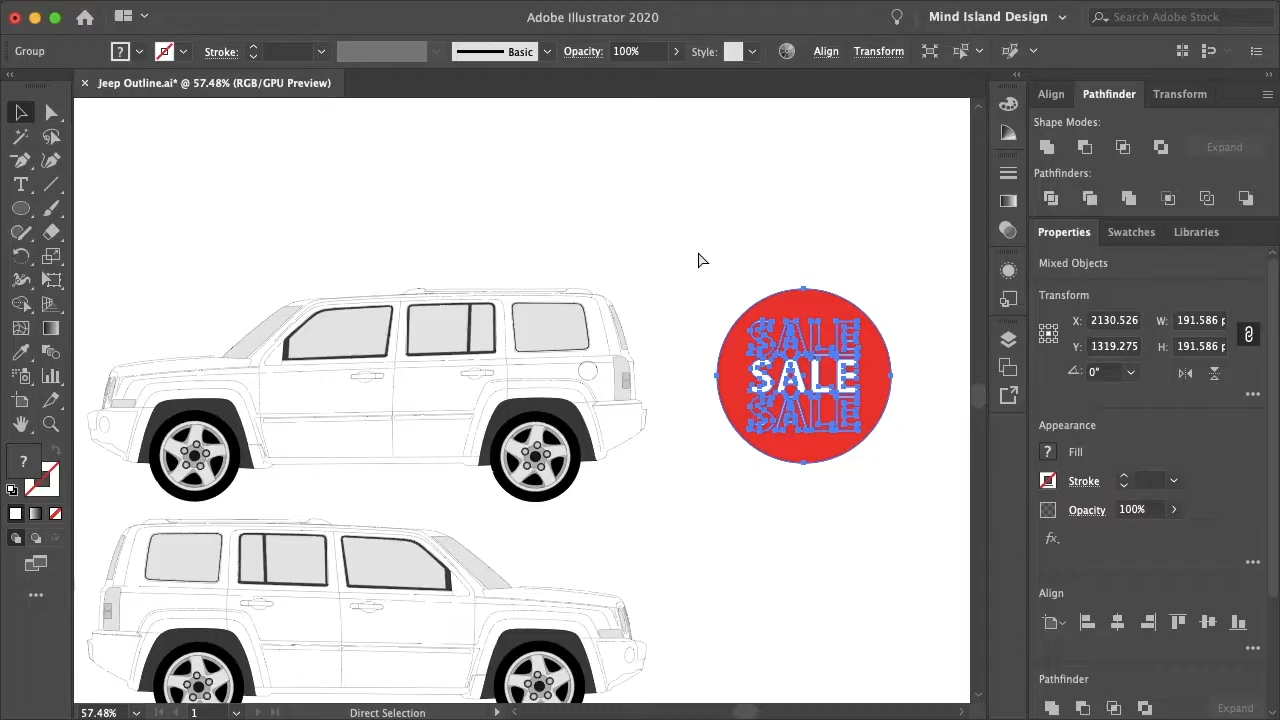 Adobe Illustrator 2020
Mind Island Design
Search Adobe Stock
Group
?
Stroke:
Basic
Opacity: 100%
Style:
Align
Transform
× Jeep Outline.ai* @ 57.48% (RGB/GPU Preview)
Align Pathfinder Transform
Shape Modes:
Expand
Pathfinders:
Properties Swatches Libraries
Mixed Objects
Transform
X: 2130.526 W: 191.586 p
Y: 1319.275 H: 191.586 p
0°
Appearance
? Fill
Stroke
Opacity 100%
fx.
Align
Pathfinder
Expand
SALE
SALE
SALE
T
?
57.48% 1 Direct Selection